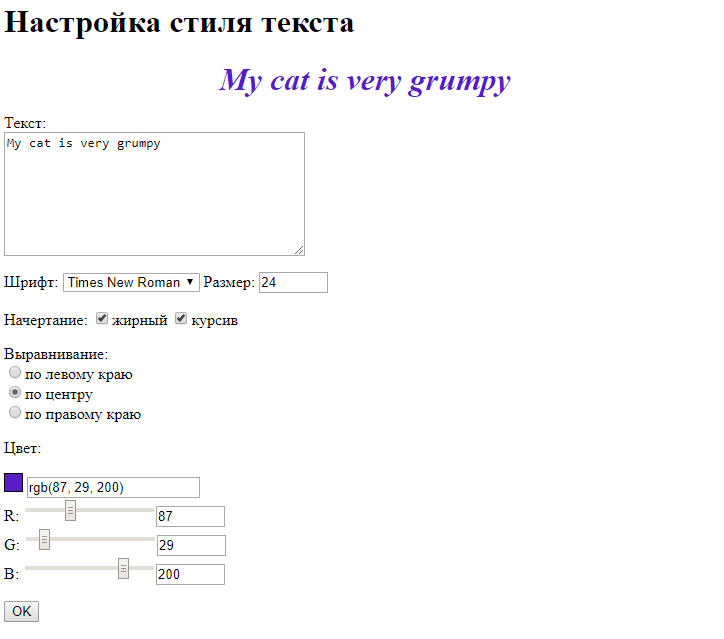 Настройка стиля текста
My cat is very grumpy
Текст:
My cat is very grumpy
Шрифт: Times New Roman Размер: 24
Начертание: жирный курсив
Выравнивание:
по левому краю
по центру
по правому краю
Цвет:
rgb(87, 29, 200)
R: 87
G: 29
B: 200
OK